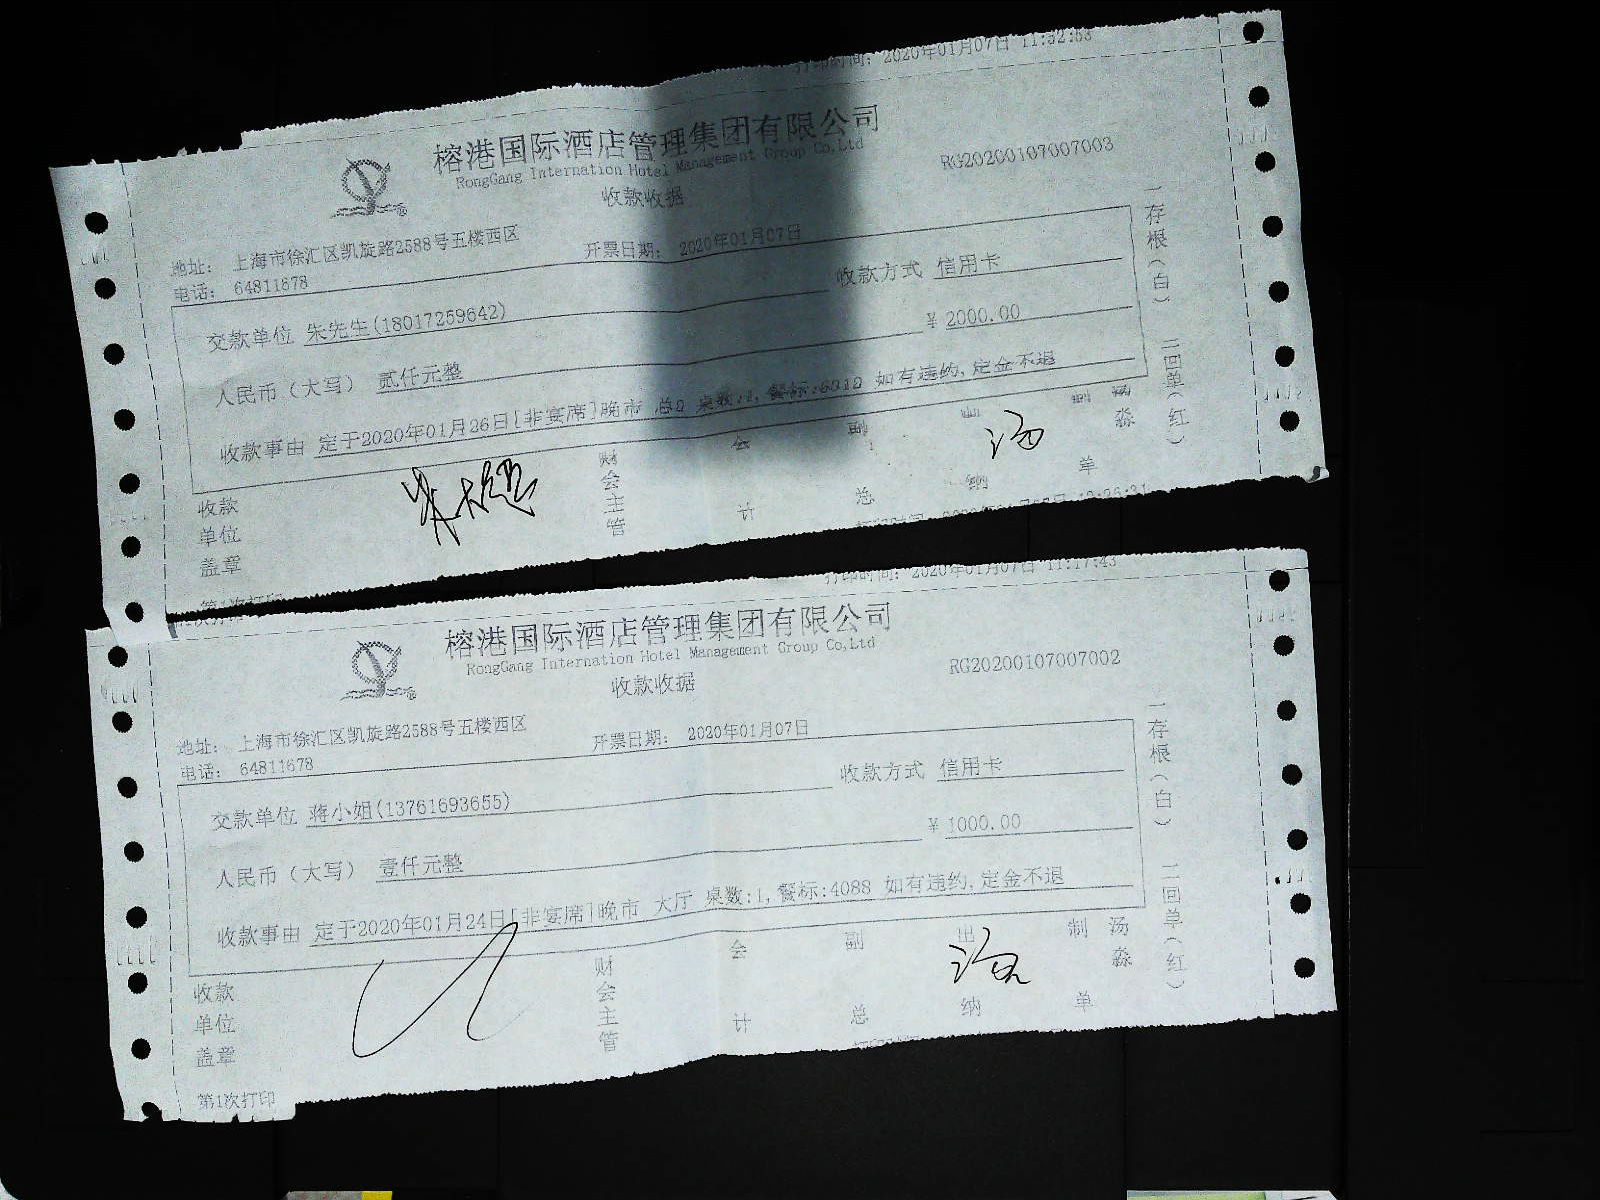 打印时间: 2020年01月07日 11:32:53
榕港国际酒店管理集团有限公司
RongGang Internation Hotel Management Group Co,Ltd
RG20200107007003
收款收据
地址: 上海市徐汇区凯旋路2588号五楼西区
开票日期: 2020年01月07日
电话: 64811678
交款单位 朱先生(18017259642)
收款方式 信用卡
人民币(大写) 贰仟元整
¥ 2000.00
收款事由 定于2020年01月26日[非宴席]晚市 桌数:1, 餐标: 如有违约,定金不退
一存根(白) 二回单(红)
收款单位盖章
财会主管
会计
副总
出纳
制单
汤淼
汤
第1次打印
打印时间: 2020年01月07日 11:17:43
榕港国际酒店管理集团有限公司
RongGang Internation Hotel Management Group Co,Ltd
RG20200107007002
收款收据
地址: 上海市徐汇区凯旋路2588号五楼西区
开票日期: 2020年01月07日
电话: 64811678
交款单位 蒋小姐(13761693655)
收款方式 信用卡
人民币(大写) 壹仟元整
¥ 1000.00
收款事由 定于2020年01月24日[非宴席]晚市 大厅 桌数:1,餐标:4088 如有违约,定金不退
一存根(白) 二回单(红)
收款单位盖章
财会主管
会计
副总
出纳
制单
汤淼
第1次打印